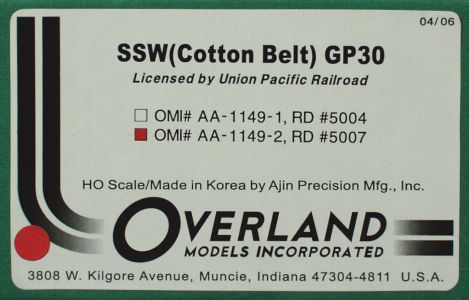 04/06
SSW(Cotton Belt) GP30
Licensed by Union Pacific Railroad
OMI# AA-1149-1, RD #5004
OMI# AA-1149-2, RD #5007
HO Scale/Made in Korea by Ajin Precision Mfg., Inc.
OVERLAND
MODELS INCORPORATED
3808 W. Kilgore Avenue, Muncie, Indiana 47304-4811 U.S.A.